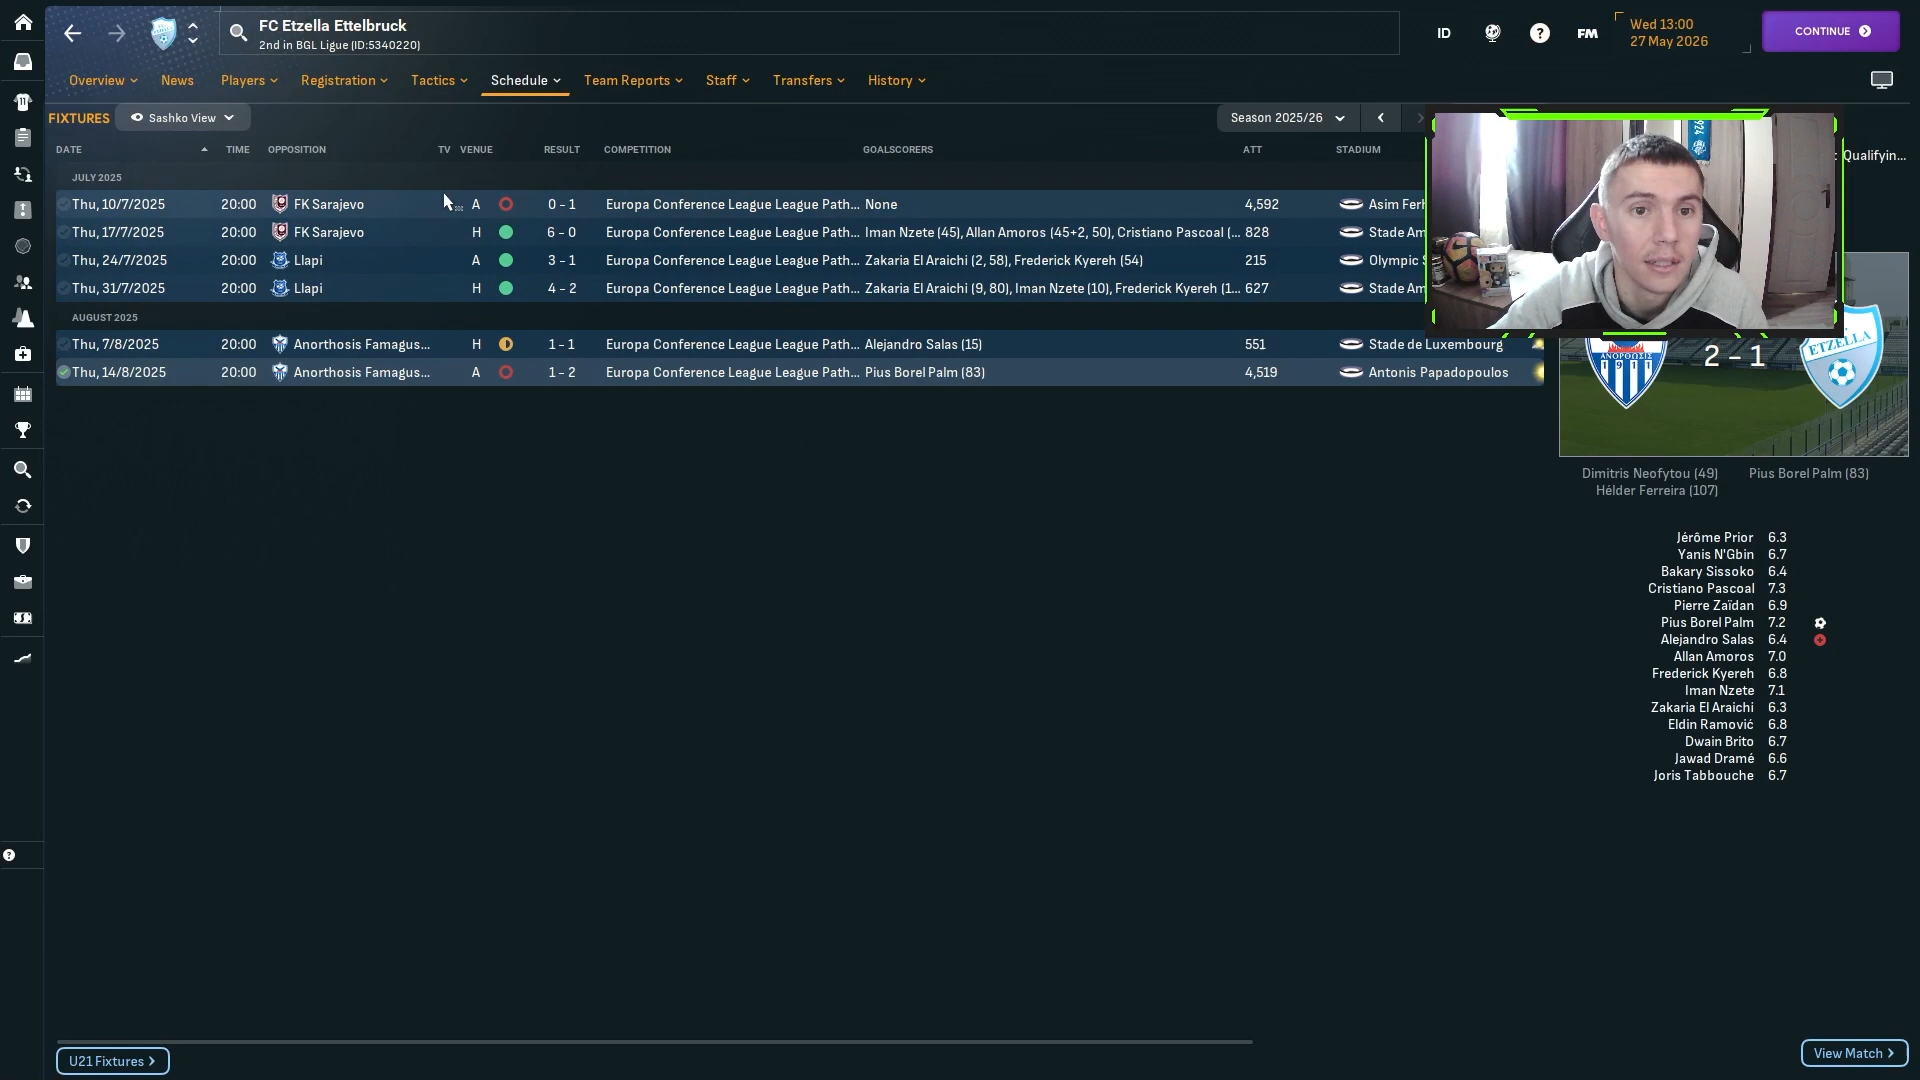 FC Etzella Ettelbruck
2nd in BGL Ligue (ID:5340220)
ID
FM
Wed 13:00
27 May 2026
CONTINUE
Overview
News
Players
Registration
Tactics
Schedule
Team Reports
Staff
Transfers
History
FIXTURES
Sashko View
Season 2025/26
DATE TIME OPPOSITION TV VENUE RESULT COMPETITION GOALSCORERS ATT STADIUM
: Qualifyin...
JULY 2025
Thu, 10/7/2025 20:00 FK Sarajevo A 0 - 1 Europa Conference League League Path... None 4,592 Asim Ferh
Thu, 17/7/2025 20:00 FK Sarajevo H 6 - 0 Europa Conference League League Path... Iman Nzete (45), Allan Amoros (45+2, 50), Cristiano Pascoal (... 828 Stade Am
Thu, 24/7/2025 20:00 Llapi A 3 - 1 Europa Conference League League Path... Zakaria El Araichi (2, 58), Frederick Kyereh (54) 215 Olympic S
Thu, 31/7/2025 20:00 Llapi H 4 - 2 Europa Conference League League Path... Zakaria El Araichi (9, 80), Iman Nzete (10), Frederick Kyereh (1... 627 Stade Am
AUGUST 2025
Thu, 7/8/2025 20:00 Anorthosis Famagus... H 1 - 1 Europa Conference League League Path... Alejandro Salas (15) 551 Stade de Luxembourg
Thu, 14/8/2025 20:00 Anorthosis Famagus... A 1 - 2 Europa Conference League League Path... Pius Borel Palm (83) 4,519 Antonis Papadopoulos
ΑΝΟΡΘΩΣΙΣ
1911
2 - 1
ETZELLA
Dimitris Neofytou (49) Pius Borel Palm (83)
Hélder Ferreira (107)
Jérôme Prior 6.3
Yanis N'Gbin 6.7
Bakary Sissoko 6.4
Cristiano Pascoal 7.3
Pierre Zaïdan 6.9
Pius Borel Palm 7.2
Alejandro Salas 6.4
Allan Amoros 7.0
Frederick Kyereh 6.8
Iman Nzete 7.1
Zakaria El Araichi 6.3
Eldin Ramović 6.8
Dwain Brito 6.7
Jawad Dramé 6.6
Joris Tabbouche 6.7
U21 Fixtures
View Match